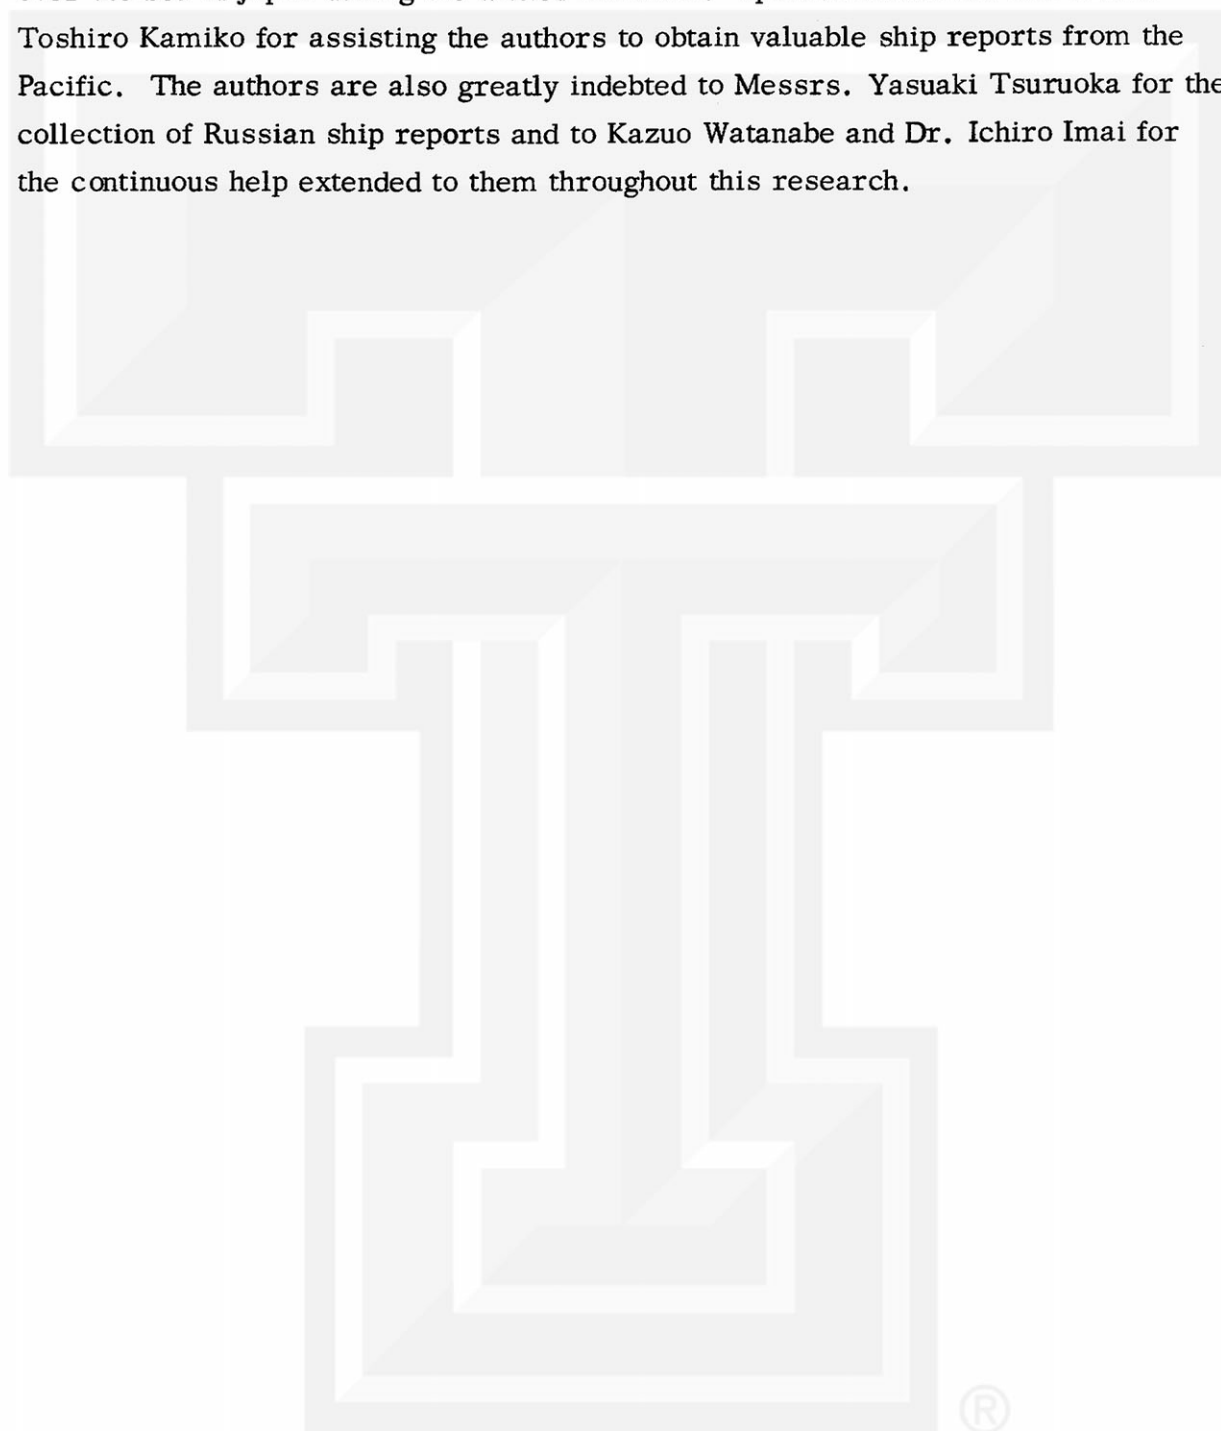 Toshiro Kamiko for assisting the authors to obtain valuable ship reports from the
Pacific. The authors are also greatly indebted to Messrs. Yasuaki Tsuruoka for the
collection of Russian ship reports and to Kazuo Watanabe and Dr. Ichiro Imai for
the continuous help extended to them throughout this research.
®